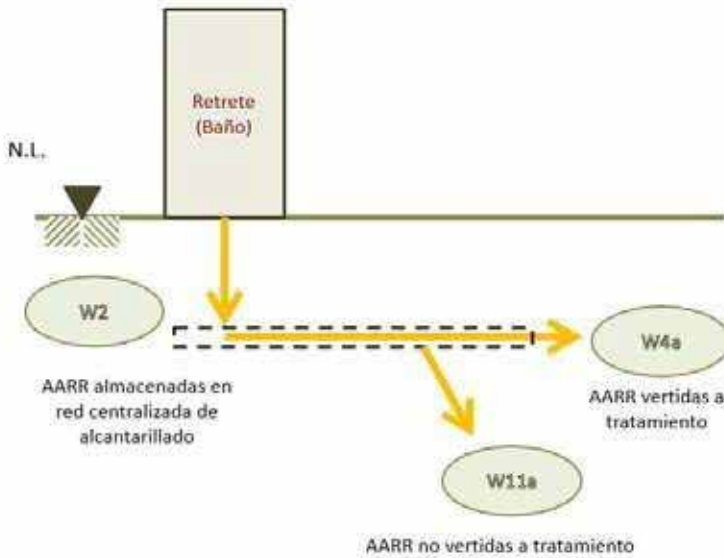 Retrete
(Baño)
N.L.
W2
AARR almacenadas en
red centralizada de
alcantarillado
W4a
AARR vertidas a
tratamiento
W11a
AARR no vertidas a tratamiento